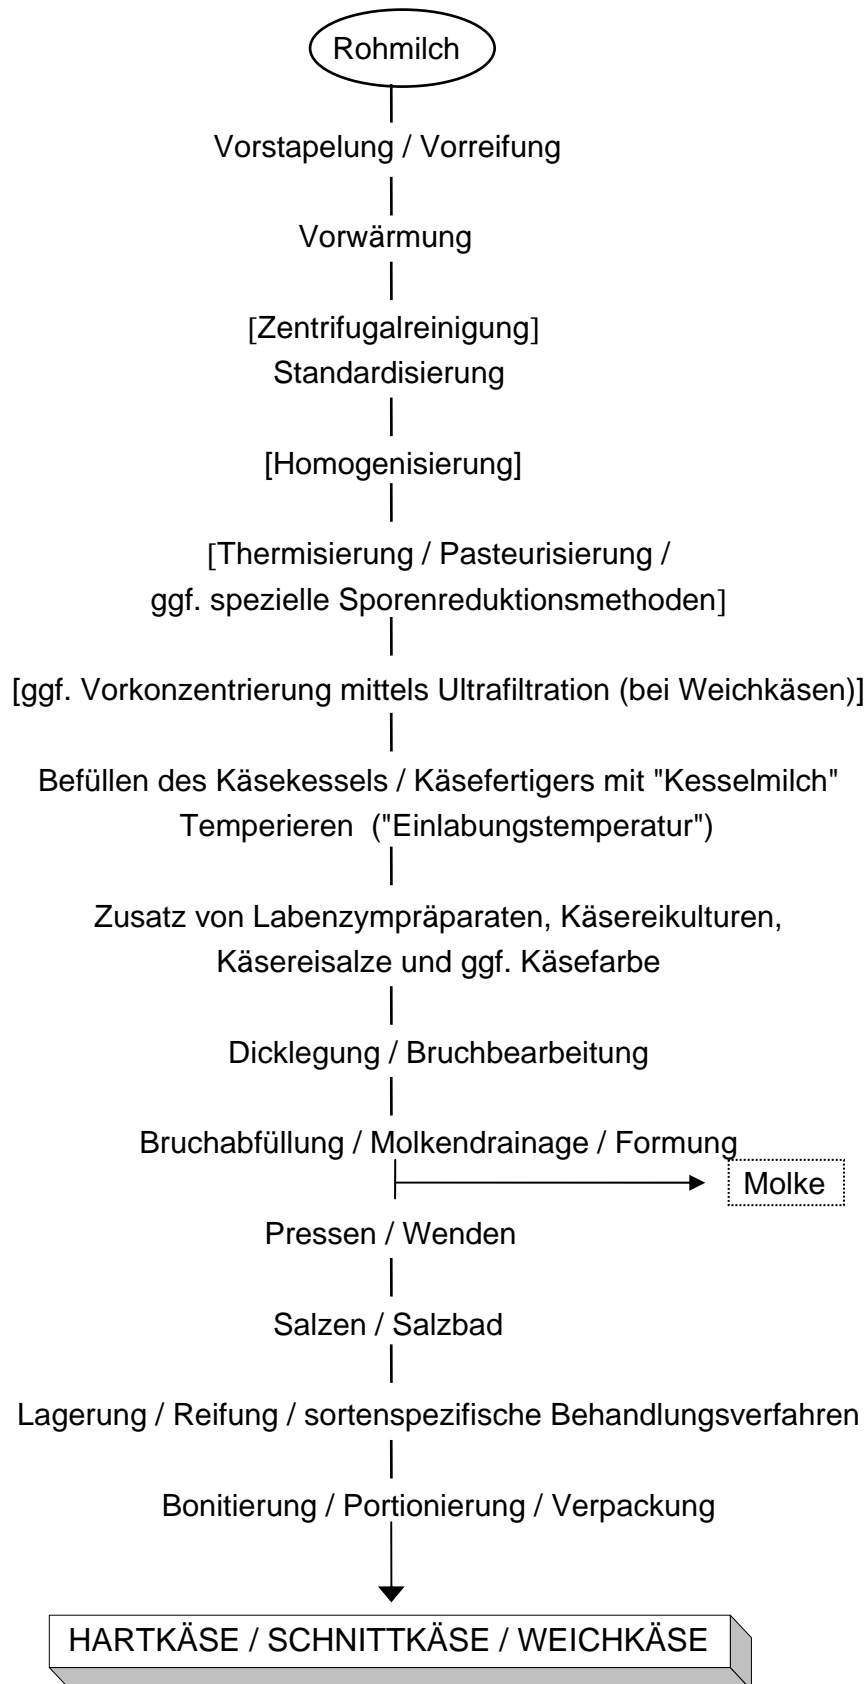 Rohmilch
Vorstapelung / Vorreifung
Vorwärmung
[Zentrifugalreinigung]
Standardisierung
[Homogenisierung]
[Thermisierung / Pasteurisierung /
ggf. spezielle Sporenreduktionsmethoden]
[ggf. Vorkonzentrierung mittels Ultrafiltration (bei Weichkäsen)]
Befüllen des Käsekessels / Käsefertigers mit "Kesselmilch"
Temperieren ("Einlabungstemperatur")
Zusatz von Labenzympräparaten, Käsereikulturen,
Käsereisalze und ggf. Käsefarbe
Dicklegung / Bruchbearbeitung
Bruchabfüllung / Molkendrainage / Formung
Molke
Pressen / Wenden
Salzen / Salzbad
Lagerung / Reifung / sortenspezifische Behandlungsverfahren
Bonitierung / Portionierung / Verpackung
HARTKÄSE / SCHNITTKÄSE / WEICHKÄSE